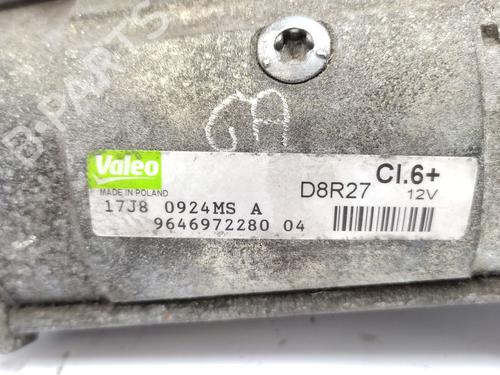 B-PARTS
GA
Valeo
MADE IN POLAND
D8R27
Cl.6+
12V
17J8 0924MS A
9646972280 04